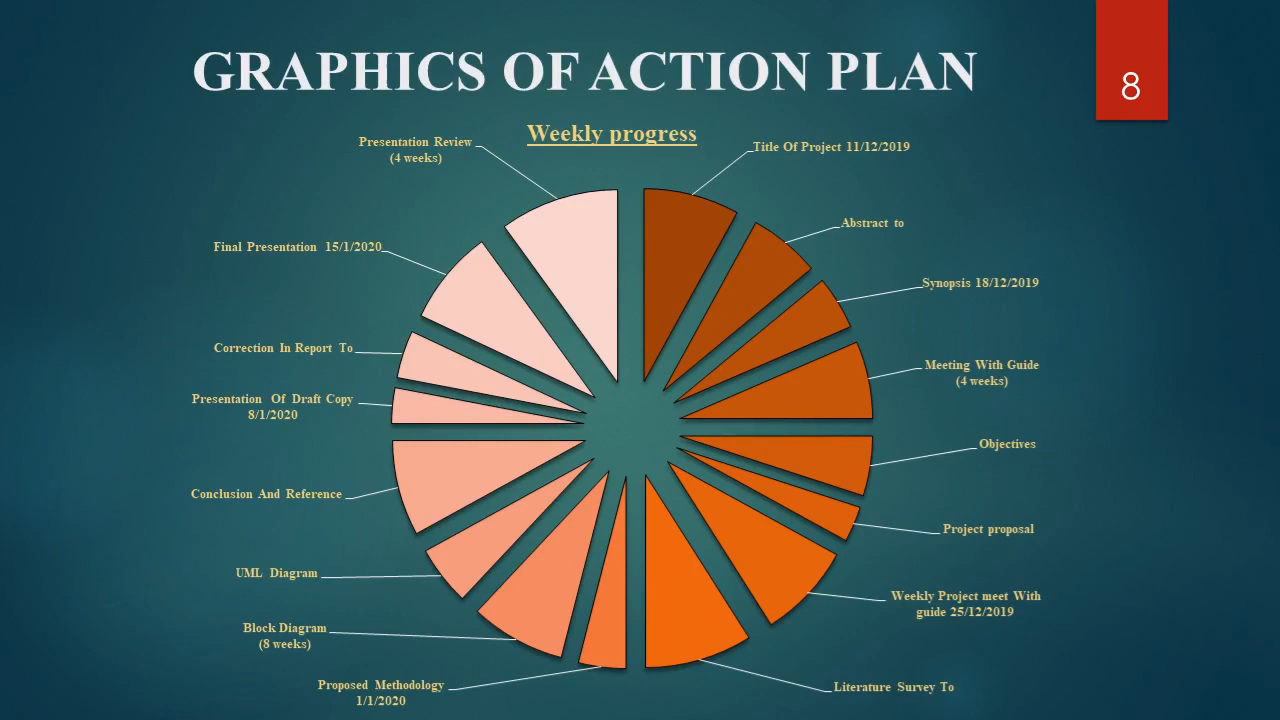 GRAPHICS OF ACTION PLAN
8
Weekly progress
Title Of Project 11/12/2019
Abstract to
Synopsis 18/12/2019
Meeting With Guide
(4 weeks)
Objectives
Project proposal
Weekly Project meet With
guide 25/12/2019
Literature Survey To
Proposed Methodology
1/1/2020
Block Diagram
(8 weeks)
UML Diagram
Conclusion And Reference
Presentation Of Draft Copy
8/1/2020
Correction In Report To
Final Presentation 15/1/2020
Presentation Review
(4 weeks)